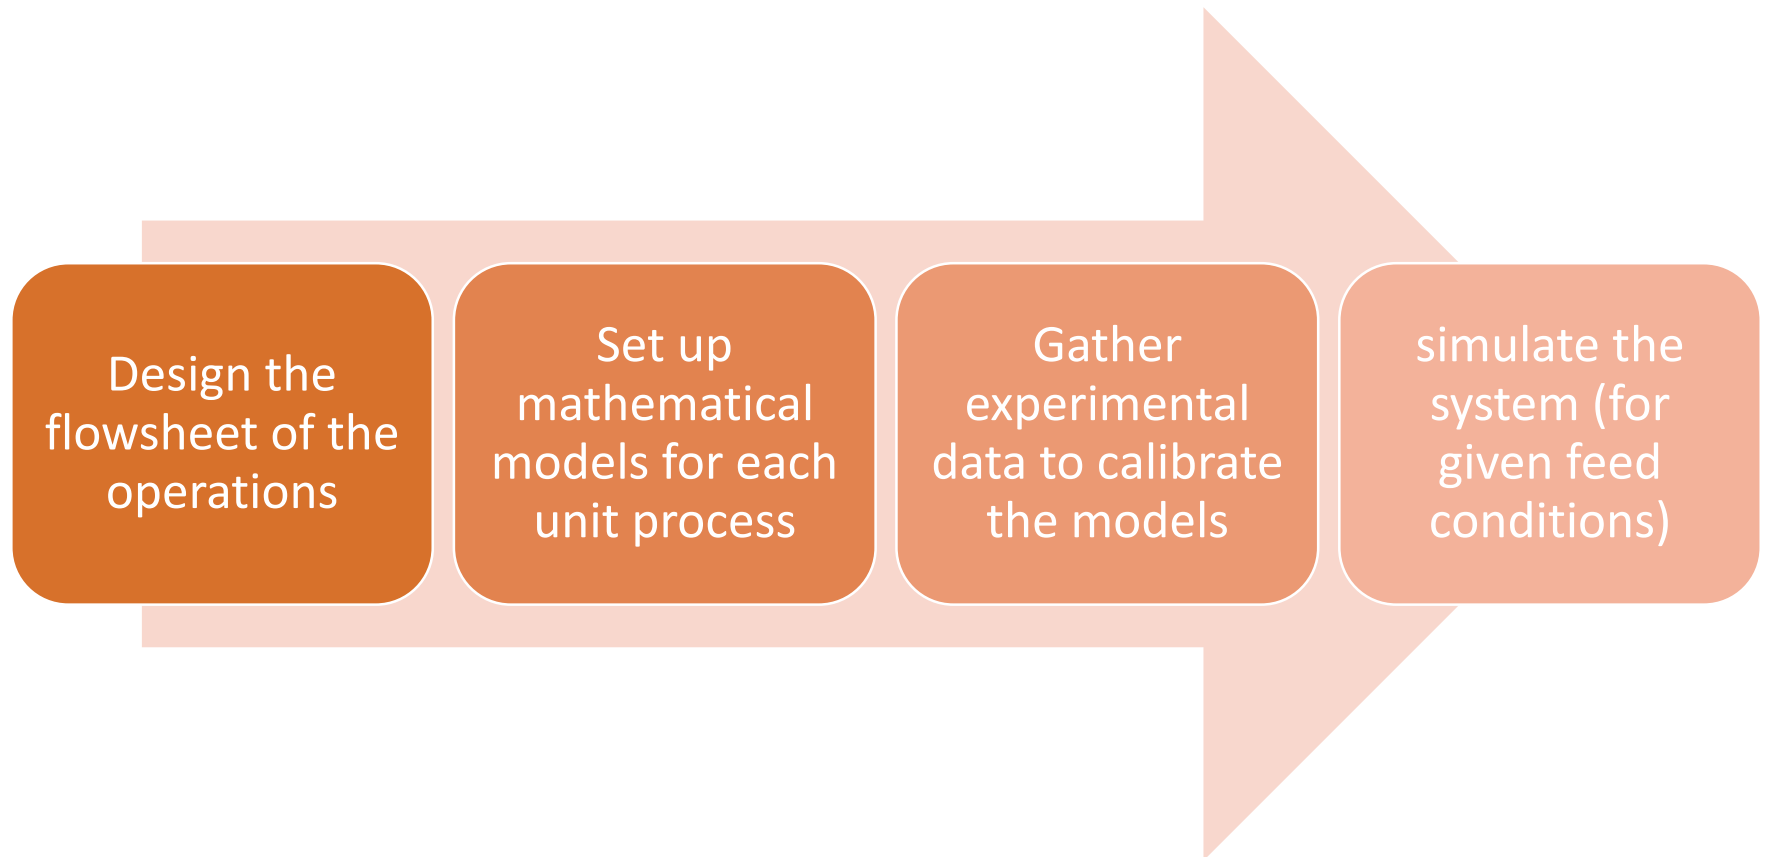 Design the
flowsheet of the
operations
Set up
mathematical
models for each
unit process
Gather
experimental
data to calibrate
the models
simulate the
system (for
given feed
conditions)